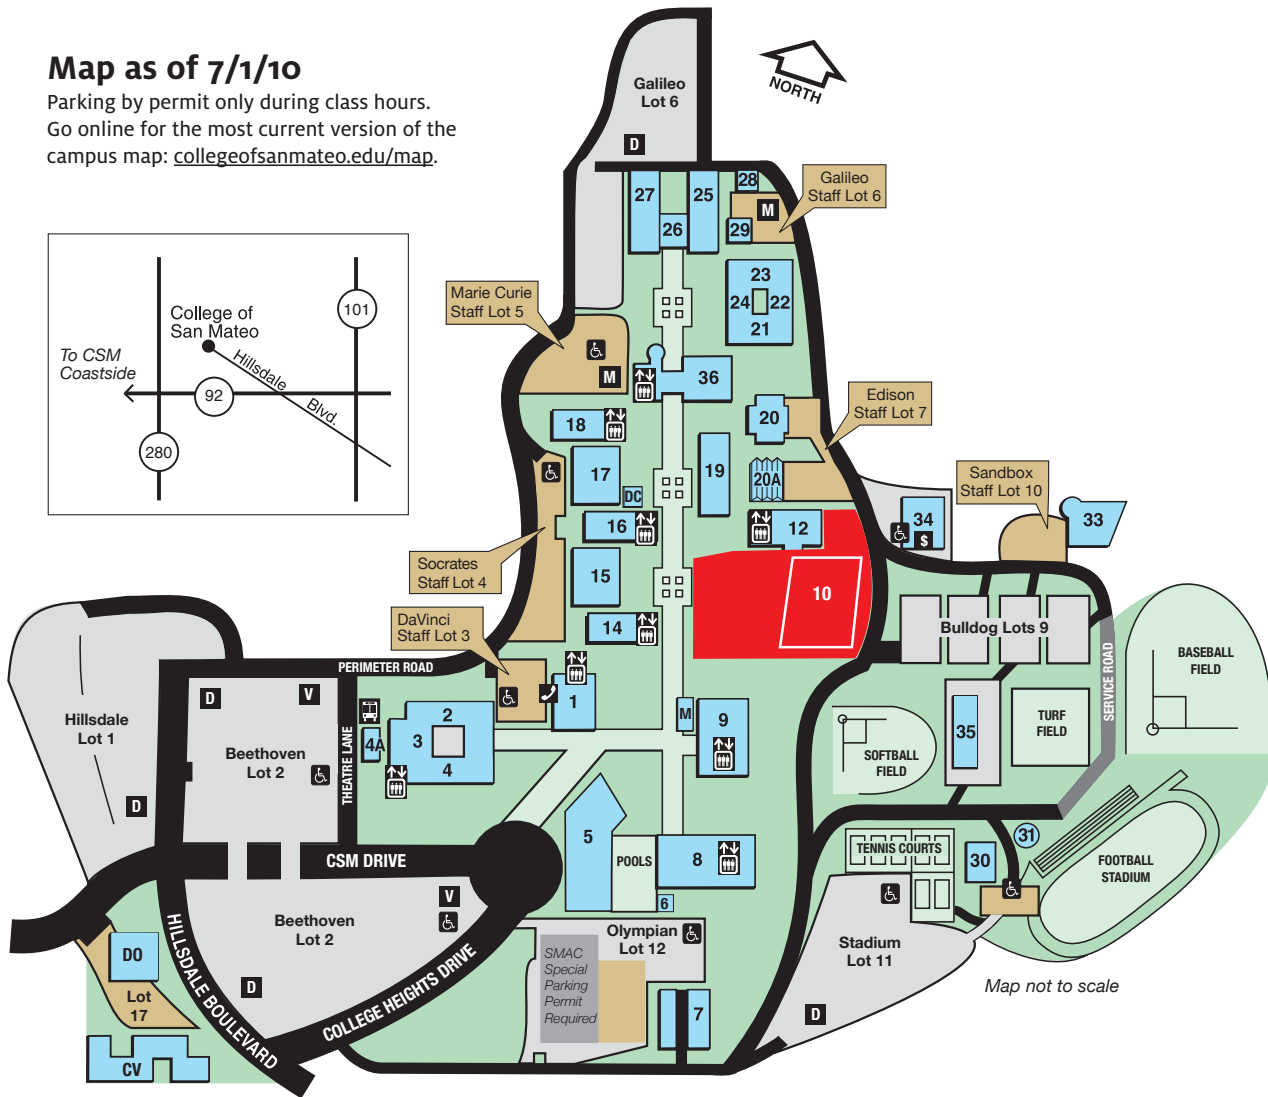 Map as of 7/1/10
Parking by permit only during class hours.
Go online for the most current version of the
campus map: collegeofsanmateo.edu/map.
NORTH
Galileo
Lot 6
D
27
25
28
26
29
M
Galileo
Staff Lot 6
101
College of
San Mateo
To CSM
Coastside
Hillsdale
Blvd.
92
280
Marie Curie
Staff Lot 5
M
23
24
22
21
36
18
20
Edison
Staff Lot 7
17
DC
19
20A
Sandbox
Staff Lot 10
33
34
$
16
12
Socrates
Staff Lot 4
15
10
DaVinci
Staff Lot 3
14
Bulldog Lots 9
BASEBALL
FIELD
SERVICE ROAD
PERIMETER ROAD
Hillsdale
Lot 1
D
D
V
Beethoven
Lot 2
THEATRE LANE
4A
2
3
4
1
M
9
35
TURF
FIELD
SOFTBALL
FIELD
CSM DRIVE
5
POOLS
8
6
TENNIS COURTS
30
31
FOOTBALL
STADIUM
V
Beethoven
Lot 2
D
HILLSDALE BOULEVARD
COLLEGE HEIGHTS DRIVE
DO
Lot
17
CV
Olympian
Lot 12
SMAC
Special
Parking
Permit
Required
7
Stadium
Lot 11
D
Map not to scale